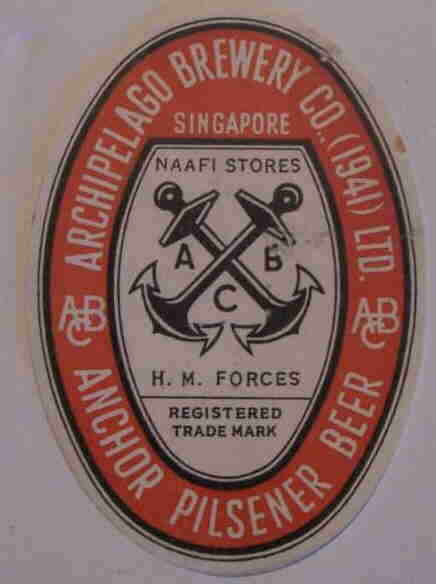 ARCHIPELAGO BREWERY CO., (1941) LTD.
SINGAPORE
NAAFI STORES
A B
C
H. M. FORCES
REGISTERED
TRADE MARK
ABC
ABC
ANCHOR PILSENER BEER